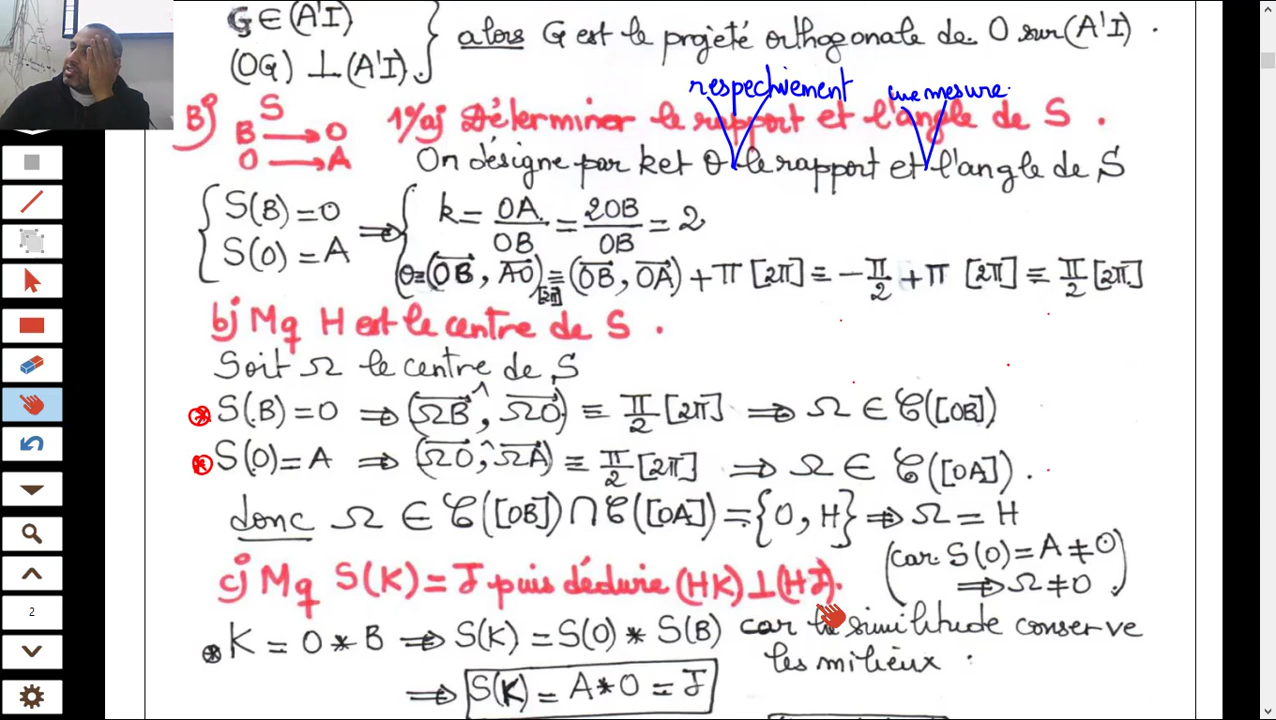 G ∈ (A'I)
(OG) ⊥ (A'I).
alors G est le projeté orthogonale de O sur (A'I).
respectivement une mesure
B) S
B → O
O → A
1°/a) Déterminer le rapport et l'angle de S.
On désigne par k et θ le rapport et l'angle de S
S(B) = O
S(O) = A
⇒ k = OA/OB = 2OB/OB = 2
θ ≡ (OB, AO) ≡ [2π] (OB, OA) + π [2π] ≡ -π/2 + π [2π] ≡ π/2 [2π].
b) Mq H est le centre de S.
Soit Ω le centre de S
* S(B) = O ⇒ (ΩB, ΩO) ≡ π/2 [2π] ⇒ Ω ∈ C([OB])
* S(O) = A ⇒ (ΩO, ΩA) ≡ π/2 [2π] ⇒ Ω ∈ C([OA]).
donc Ω ∈ C([OB]) ∩ C([OA]) = {O, H} ⇒ Ω = H
(car S(O) = A ≠ O
⇒ Ω ≠ O.)
c) Mq S(K) = J puis déduire (HK) ⊥ (HJ).
* K = O * B ⇒ S(K) = S(O) * S(B) car la similitude conserve
les milieux.
⇒ S(K) = A * O = J
2